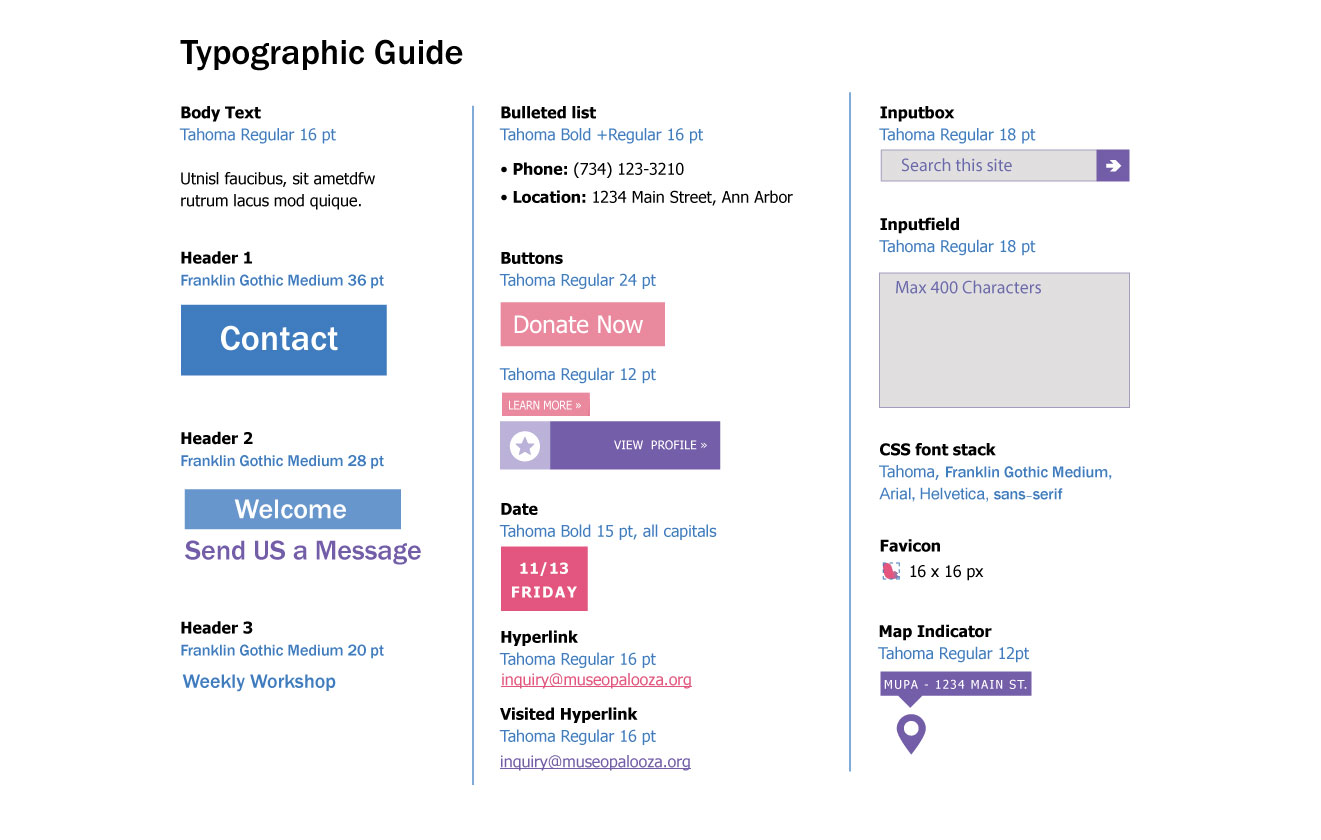 Typographic Guide
Body Text
Tahoma Regular 16 pt
Utnisl faucibus, sit ametdfw
rutrum lacus mod quique.
Header 1
Franklin Gothic Medium 36 pt
Contact
Header 2
Franklin Gothic Medium 28 pt
Welcome
Send US a Message
Header 3
Franklin Gothic Medium 20 pt
Weekly Workshop
Bulleted list
Tahoma Bold +Regular 16 pt
• Phone: (734) 123-3210
• Location: 1234 Main Street, Ann Arbor
Buttons
Tahoma Regular 24 pt
Donate Now
Tahoma Regular 12 pt
LEARN MORE »
VIEW PROFILE »
Date
Tahoma Bold 15 pt, all capitals
11/13
FRIDAY
Hyperlink
Tahoma Regular 16 pt
inquiry@museopalooza.org
Visited Hyperlink
Tahoma Regular 16 pt
inquiry@museopalooza.org
Inputbox
Tahoma Regular 18 pt
Search this site
Inputfield
Tahoma Regular 18 pt
Max 400 Characters
CSS font stack
Tahoma, Franklin Gothic Medium,
Arial, Helvetica, sans-serif
Favicon
16 x 16 px
Map Indicator
Tahoma Regular 12pt
MUPA - 1234 MAIN ST.